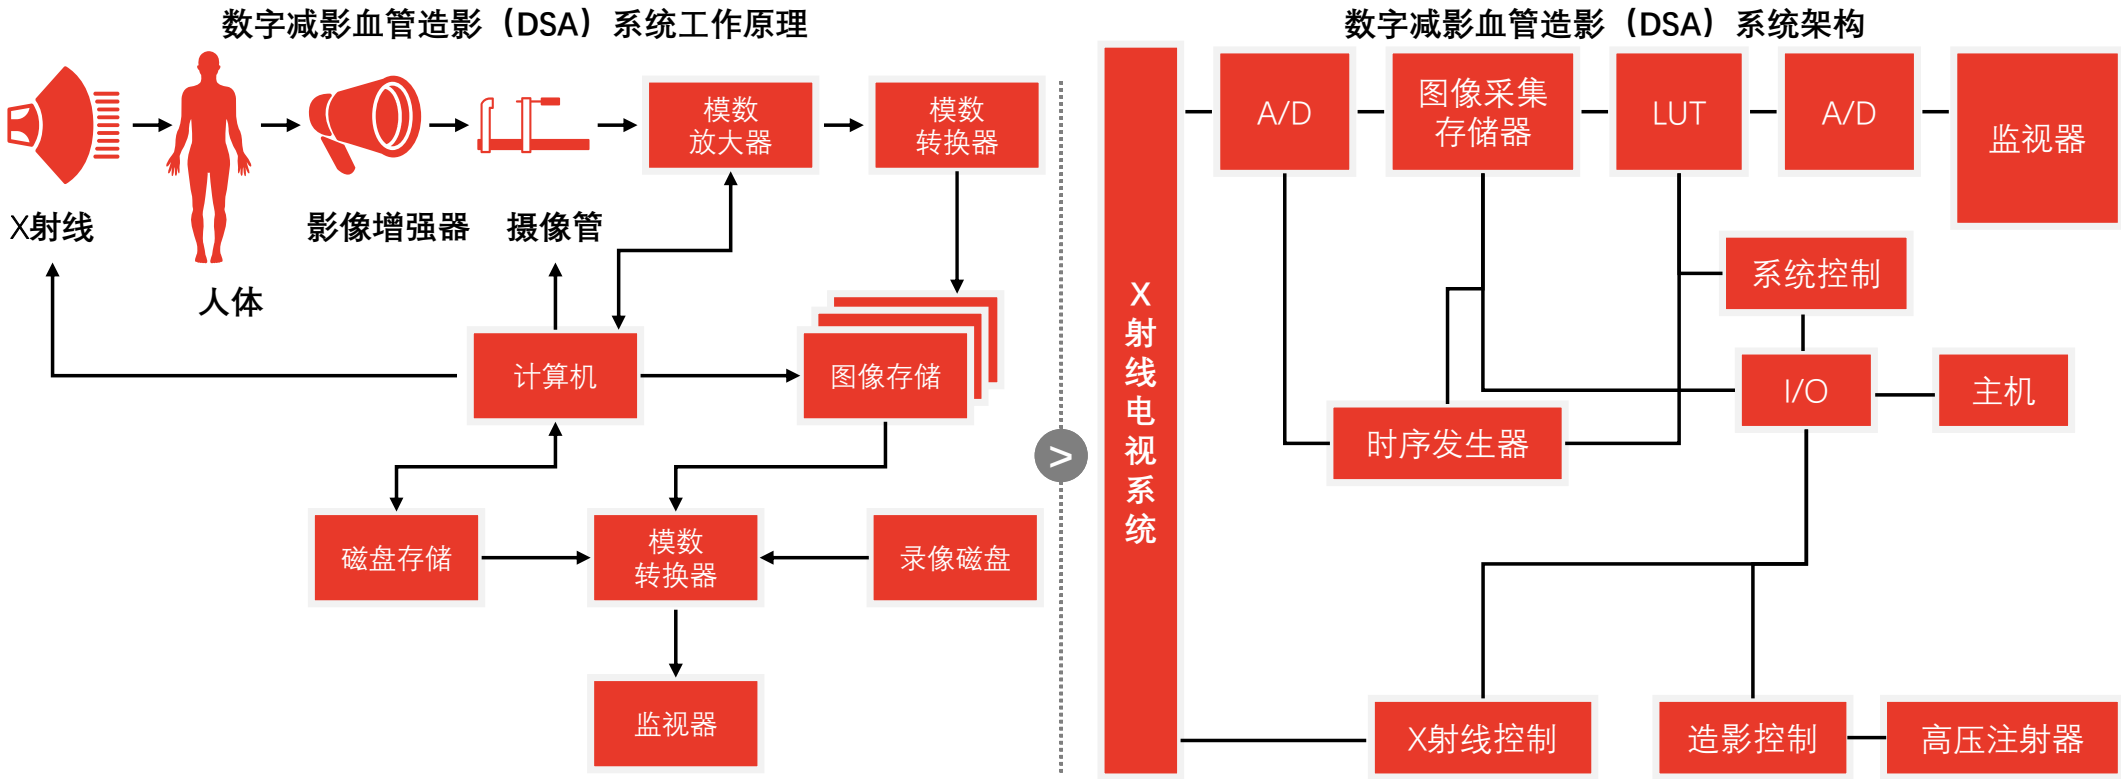 数字减影血管造影（DSA）系统工作原理
模数
放大器
模数
转换器
X射线
人体
影像增强器
摄像管
计算机
图像存储
磁盘存储
模数
转换器
录像磁盘
监视器
>
数字减影血管造影（DSA）系统架构
X
射
线
电
视
系
统
A/D
图像采集
存储器
LUT
A/D
监视器
系统控制
I/O
主机
时序发生器
X射线控制
造影控制
高压注射器